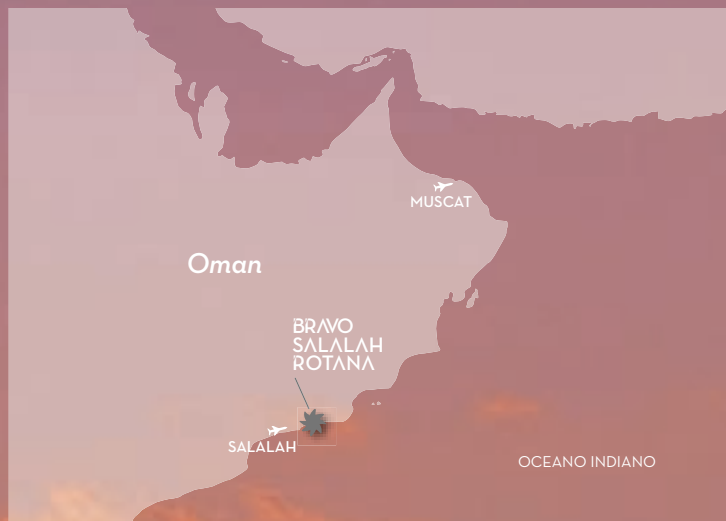 MUSCAT
Oman
BRAVO
SALALAH
ROTANA
SALALAH
OCEANO INDIANO